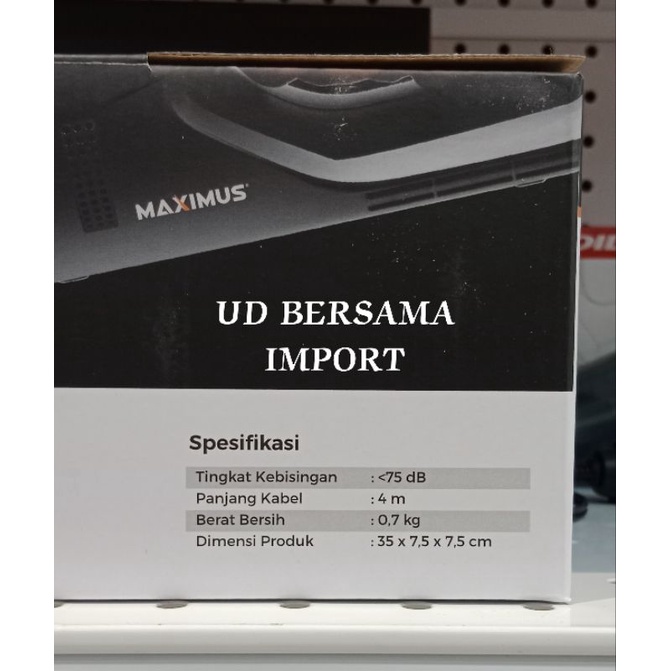 MAXIMUS
UD BERSAMA
IMPORT
Spesifikasi
Tingkat Kebisingan : <75 dB
Panjang Kabel : 4 m
Berat Bersih : 0,7 kg
Dimensi Produk : 35 x 7,5 x 7,5 cm